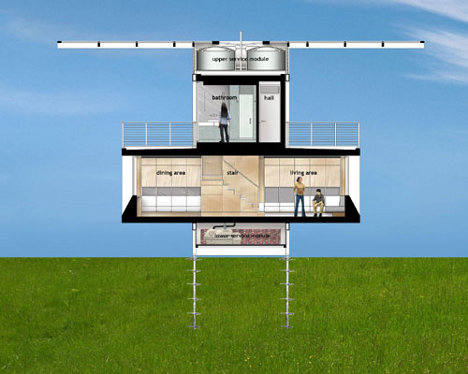 upper service module
bathroom
hall
dining area
stair
living area
lower service module